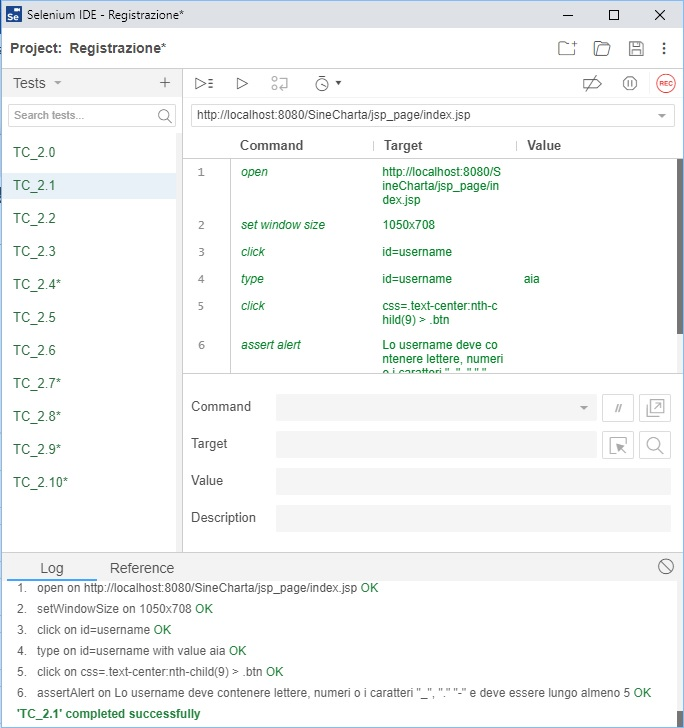 Selenium IDE - Registrazione*
Project: Registrazione*
Tests
Search tests...
TC_2.0
TC_2.1
TC_2.2
TC_2.3
TC_2.4*
TC_2.5
TC_2.6
TC_2.7*
TC_2.8*
TC_2.9*
TC_2.10*
REC
http://localhost:8080/SineCharta/jsp_page/index.jsp
Command Target Value
1 open http://localhost:8080/S
ineCharta/jsp_page/in
dex.jsp
2 set window size 1050x708
3 click id=username
4 type id=username aia
5 click css=.text-center:nth-c
hild(9) > .btn
6 assert alert Lo username deve co
ntenere lettere, numeri
o i caratteri "_", "." "-"
Command
//
Target
Value
Description
Log Reference
1. open on http://localhost:8080/SineCharta/jsp_page/index.jsp OK
2. setWindowSize on 1050x708 OK
3. click on id=username OK
4. type on id=username with value aia OK
5. click on css=.text-center:nth-child(9) > .btn OK
6. assertAlert on Lo username deve contenere lettere, numeri o i caratteri "_", "." "-" e deve essere lungo almeno 5 OK
'TC_2.1' completed successfully